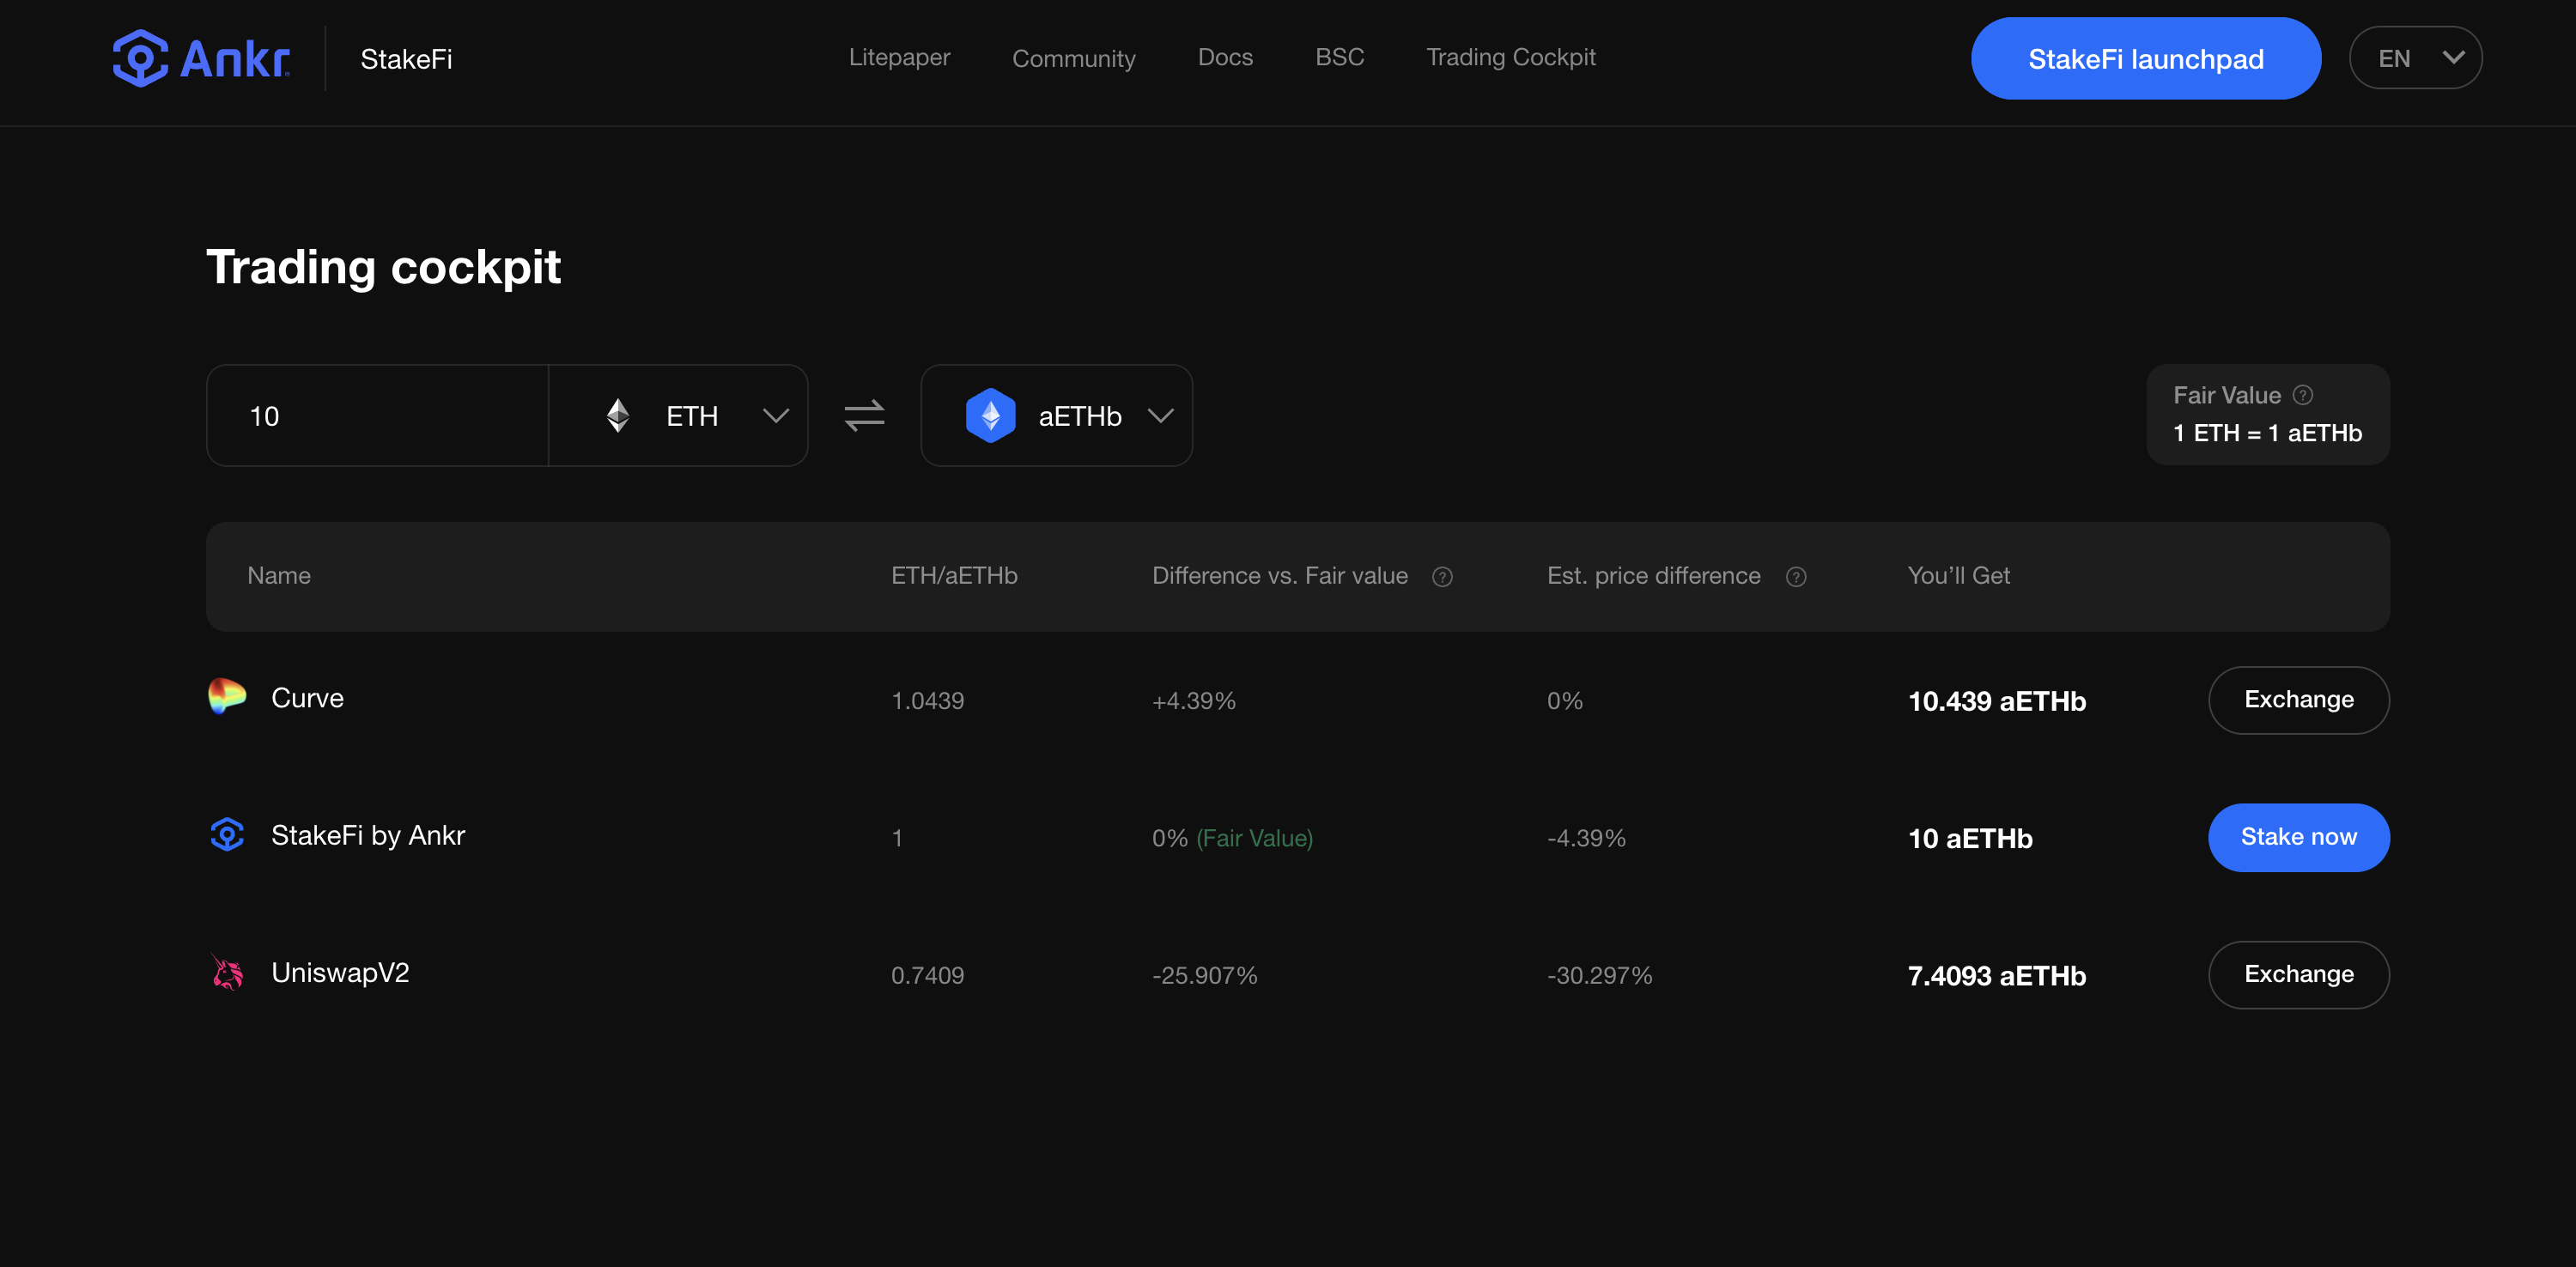 Ankr StakeFi Litepaper Community Docs BSC Trading Cockpit StakeFi launchpad EN
Trading cockpit
10 ETH aETHb
Fair Value ?
1 ETH = 1 aETHb
Name ETH/aETHb Difference vs. Fair value ? Est. price difference ? You’ll Get
Curve 1.0439 +4.39% 0% 10.439 aETHb Exchange
StakeFi by Ankr 1 0% (Fair Value) -4.39% 10 aETHb Stake now
UniswapV2 0.7409 -25.907% -30.297% 7.4093 aETHb Exchange